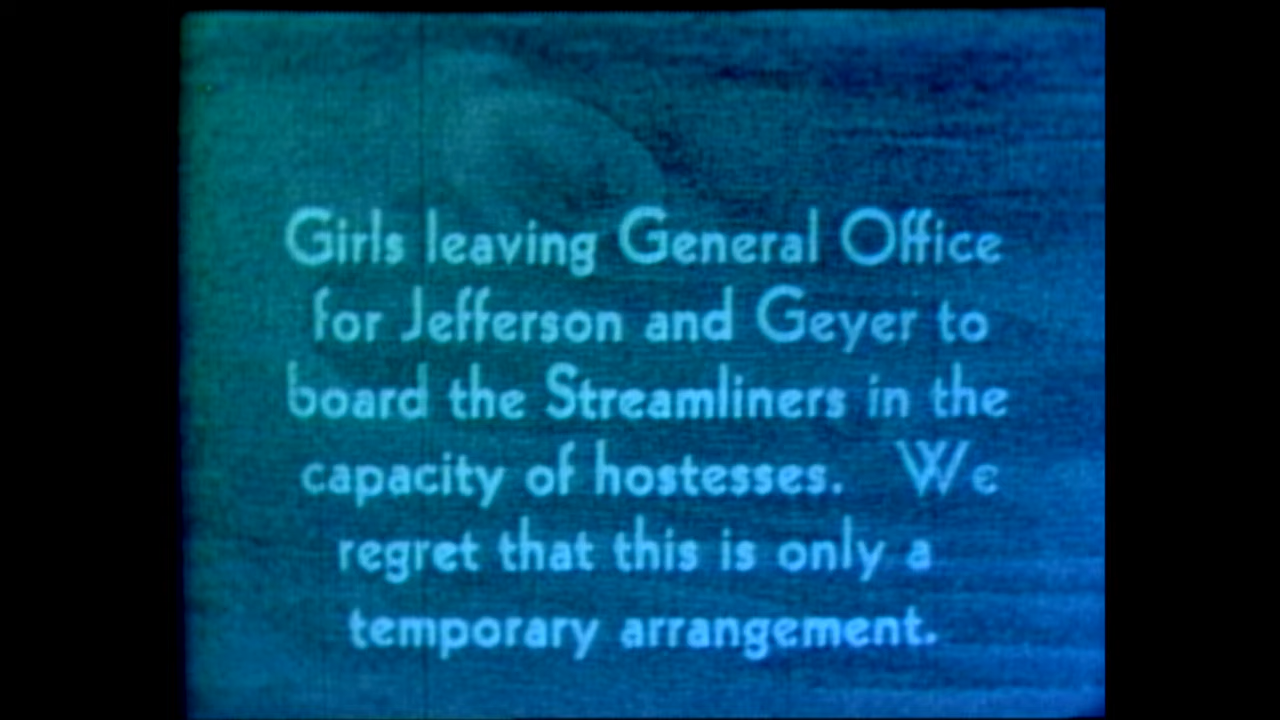 Girls leaving General Office
for Jefferson and Geyer to
board the Streamliners in the
capacity of hostesses. We
regret that this is only a
temporary arrangement.